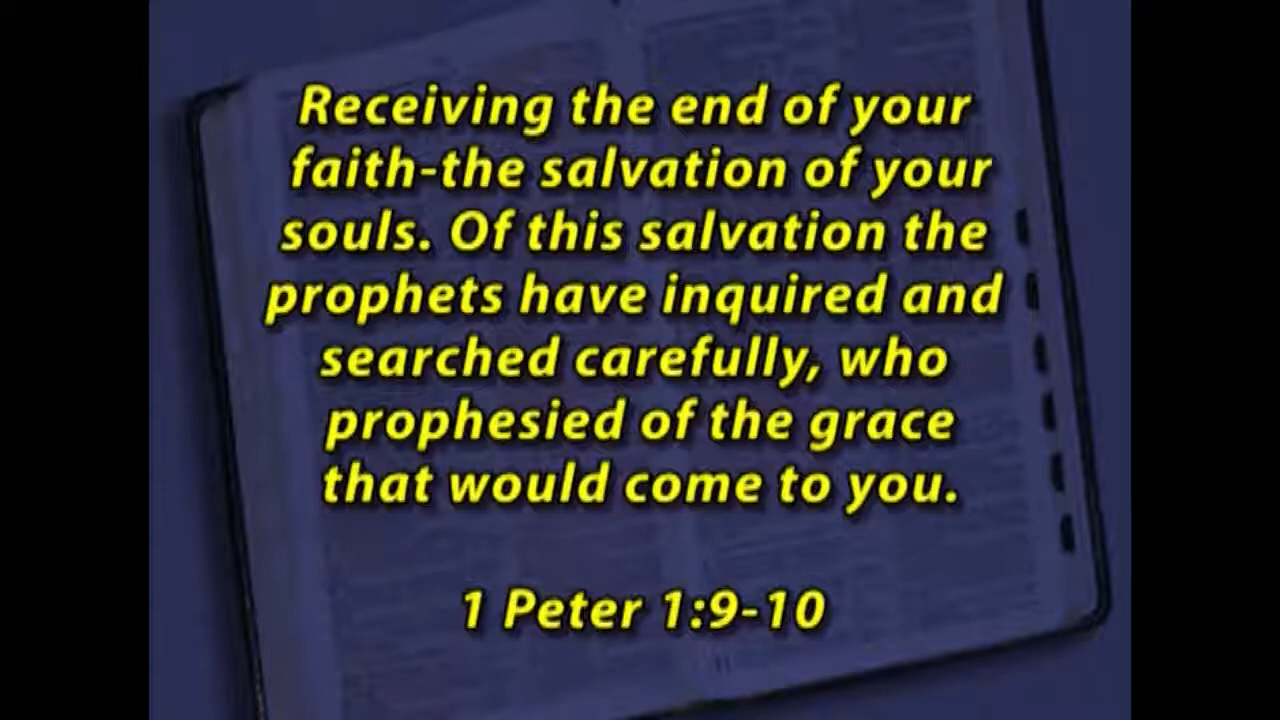 Receiving the end of your
faith-the salvation of your
souls. Of this salvation the
prophets have inquired and
searched carefully, who
prophesied of the grace
that would come to you.
1 Peter 1:9-10